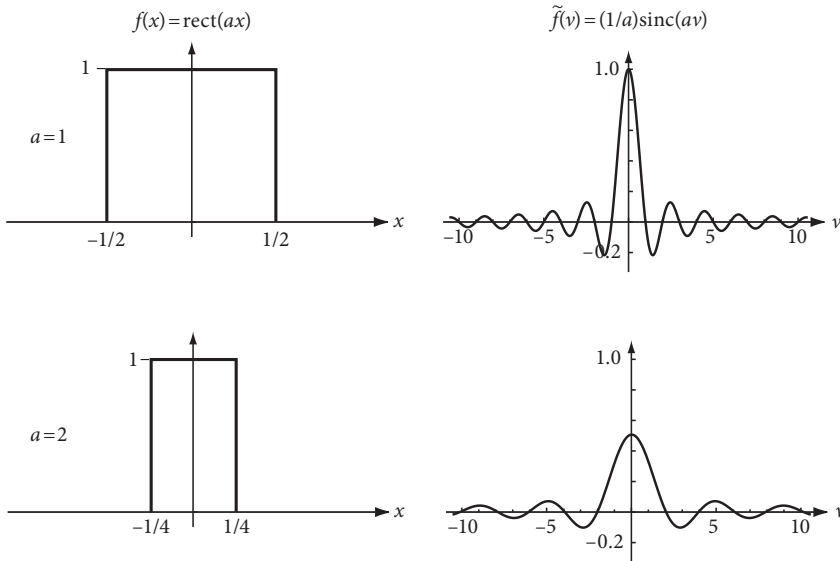 f(x) = rect(ax)
f̃(ν) = (1/a)sinc(aν)
1
a = 1
–1/2
1/2
x
1.0
–10
–5
5
10
ν
–0.2
1
a = 2
–1/4
1/4
x
1.0
–10
–5
5
10
ν
–0.2